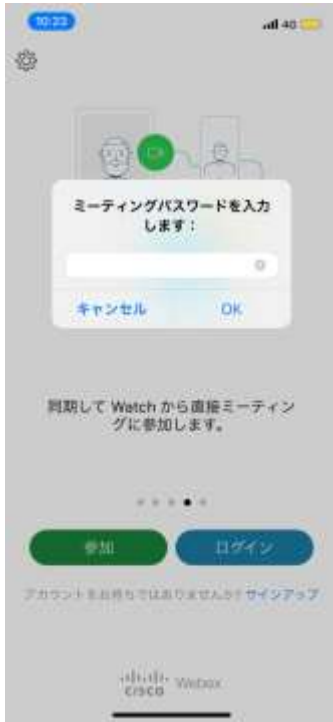 10:23
4G
ミーティングパスワードを入力
します：
キャンセル
OK
同期して Watch から直接ミーティン
グに参加します。
参加
ログイン
アカウントをお持ちではありませんか? サインアップ
CISCO Webex